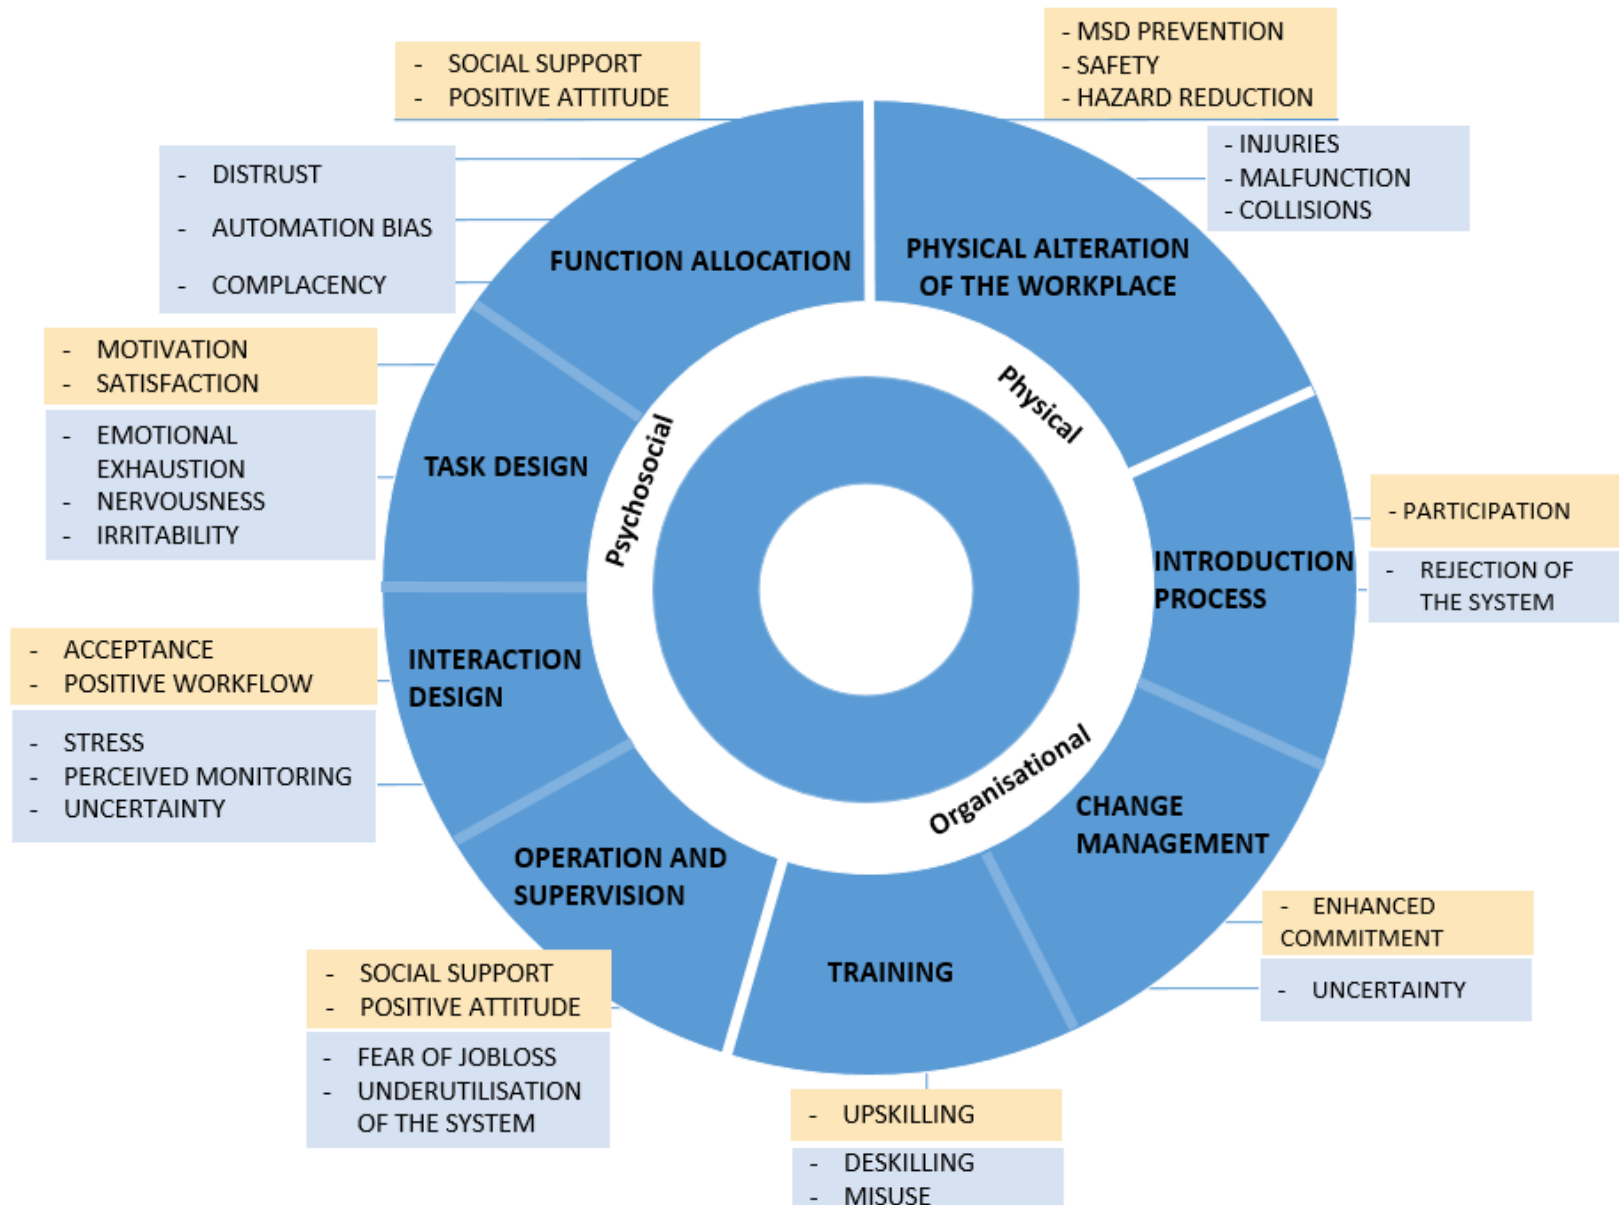 - SOCIAL SUPPORT
- POSITIVE ATTITUDE
- MSD PREVENTION
- SAFETY
- HAZARD REDUCTION
- DISTRUST
- AUTOMATION BIAS
- COMPLACENCY
- INJURIES
- MALFUNCTION
- COLLISIONS
FUNCTION ALLOCATION
PHYSICAL ALTERATION
OF THE WORKPLACE
- MOTIVATION
- SATISFACTION
- EMOTIONAL
EXHAUSTION
- NERVOUSNESS
- IRRITABILITY
TASK DESIGN
Psychosocial
Physical
- PARTICIPATION
- REJECTION OF
THE SYSTEM
INTRODUCTION
PROCESS
- ACCEPTANCE
- POSITIVE WORKFLOW
- STRESS
- PERCEIVED MONITORING
- UNCERTAINTY
INTERACTION
DESIGN
Organisational
CHANGE
MANAGEMENT
OPERATION AND
SUPERVISION
- ENHANCED
COMMITMENT
- UNCERTAINTY
TRAINING
- SOCIAL SUPPORT
- POSITIVE ATTITUDE
- FEAR OF JOBLOSS
- UNDERUTILISATION
OF THE SYSTEM
- UPSKILLING
- DESKILLING
- MISUSE